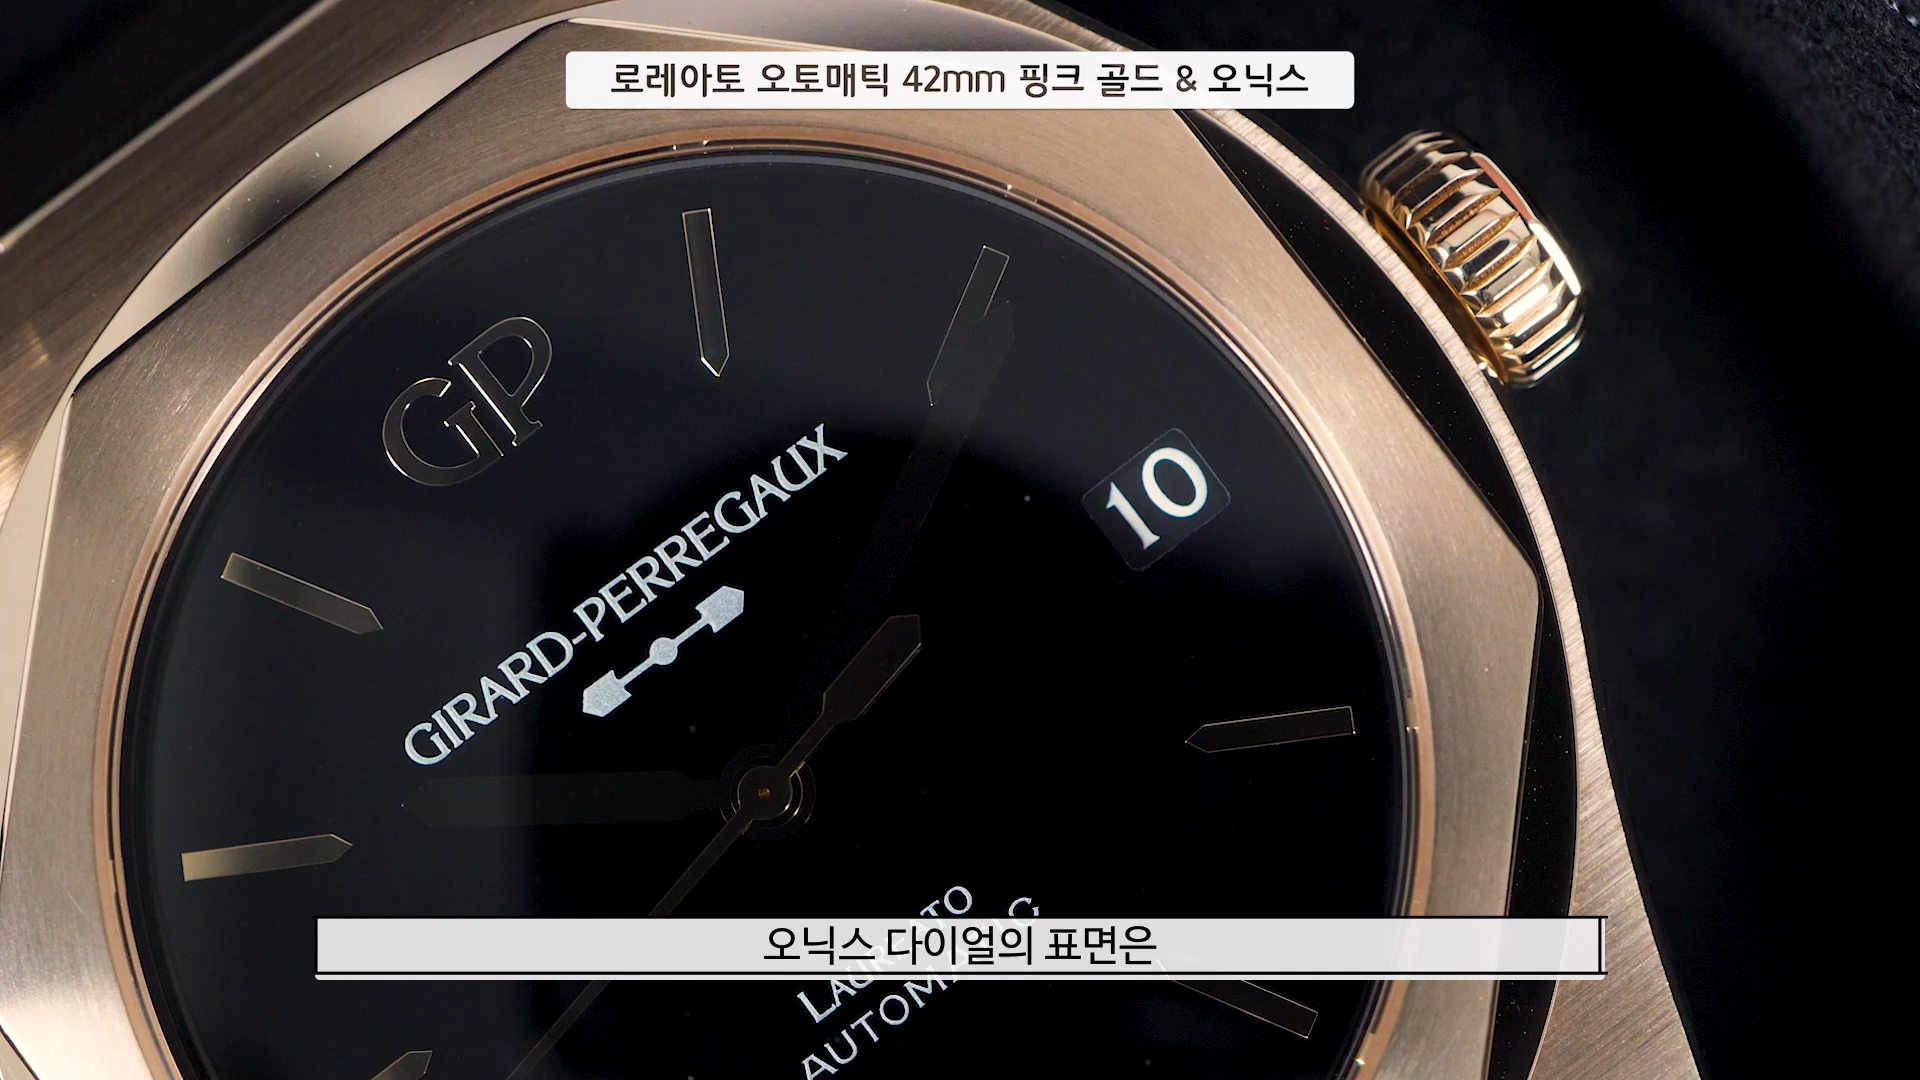 로레아토 오토매틱 42mm 핑크 골드 & 오닉스
GP
10
GIRARD-PERREGAUX
오닉스 다이얼의 표면은
AUTOMATIC